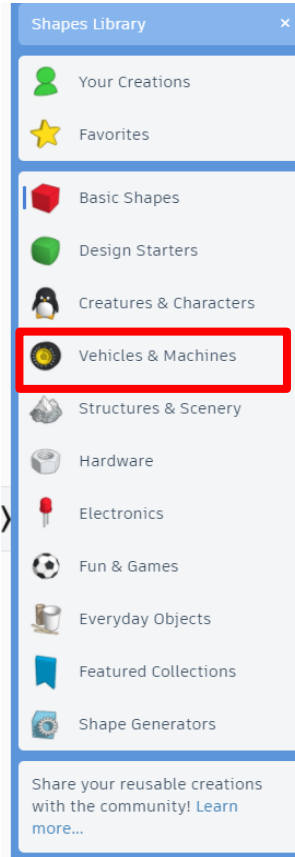 Shapes Library ×
Your Creations
Favorites
Basic Shapes
Design Starters
Creatures & Characters
Vehicles & Machines
Structures & Scenery
Hardware
Electronics
Fun & Games
Everyday Objects
Featured Collections
Shape Generators
Share your reusable creations
with the community! Learn
more...